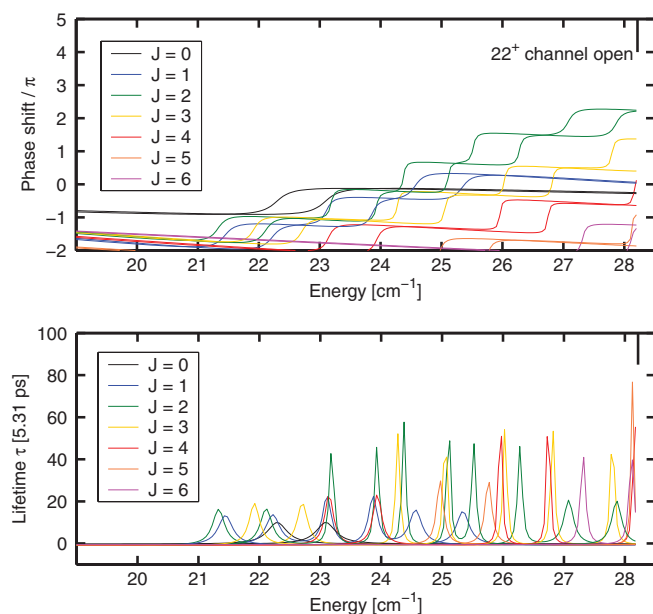 5
4
3
2
1
0
−1
−2
Phase shift / π
J = 0
J = 1
J = 2
J = 3
J = 4
J = 5
J = 6
22+ channel open
20 21 22 23 24 25 26 27 28
Energy [cm−1]
100
80
60
40
20
0
Lifetime τ [5.31 ps]
J = 0
J = 1
J = 2
J = 3
J = 4
J = 5
J = 6
20 21 22 23 24 25 26 27 28
Energy [cm−1]